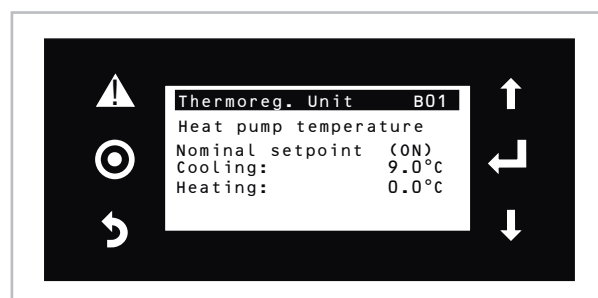 Thermoreg. Unit B01
Heat pump temperature
Nominal setpoint (ON)
Cooling: 9.0°C
Heating: 0.0°C